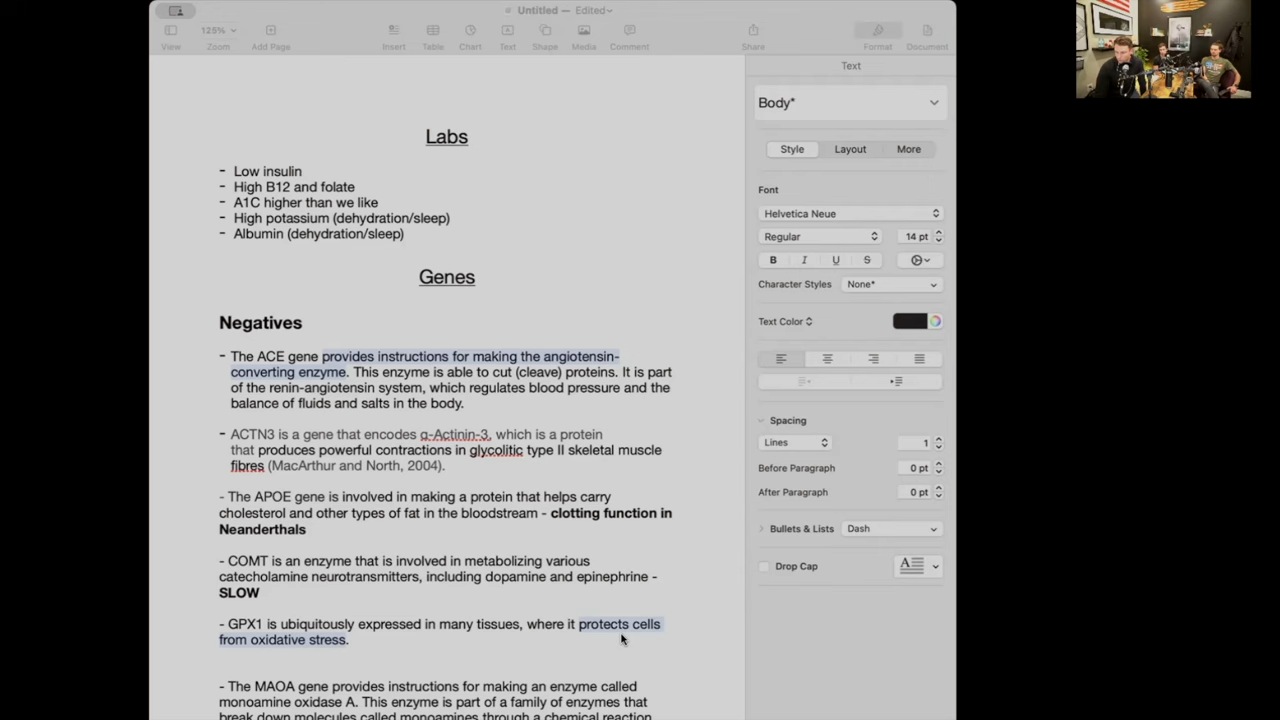 Untitled — Edited
125%
View
Zoom
Add Page
Insert
Table
Chart
Text
Shape
Media
Comment
Share
Format
Document
Labs
- Low insulin
- High B12 and folate
- A1C higher than we like
- High potassium (dehydration/sleep)
- Albumin (dehydration/sleep)
Genes
Negatives
- The ACE gene provides instructions for making the angiotensin-
converting enzyme. This enzyme is able to cut (cleave) proteins. It is part
of the renin-angiotensin system, which regulates blood pressure and the
balance of fluids and salts in the body.
- ACTN3 is a gene that encodes α-Actinin-3, which is a protein
that produces powerful contractions in glycolitic type II skeletal muscle
fibres (MacArthur and North, 2004).
- The APOE gene is involved in making a protein that helps carry
cholesterol and other types of fat in the bloodstream - clotting function in
Neanderthals
- COMT is an enzyme that is involved in metabolizing various
catecholamine neurotransmitters, including dopamine and epinephrine -
SLOW
- GPX1 is ubiquitously expressed in many tissues, where it protects cells
from oxidative stress.
- The MAOA gene provides instructions for making an enzyme called
monoamine oxidase A. This enzyme is part of a family of enzymes that
break down molecules called monoamines through a chemical reaction
Text
Body*
Style
Layout
More
Font
Helvetica Neue
Regular
14 pt
B I U S
Character Styles
None*
Text Color
Spacing
Lines
1
Before Paragraph
0 pt
After Paragraph
0 pt
Bullets & Lists
Dash
Drop Cap